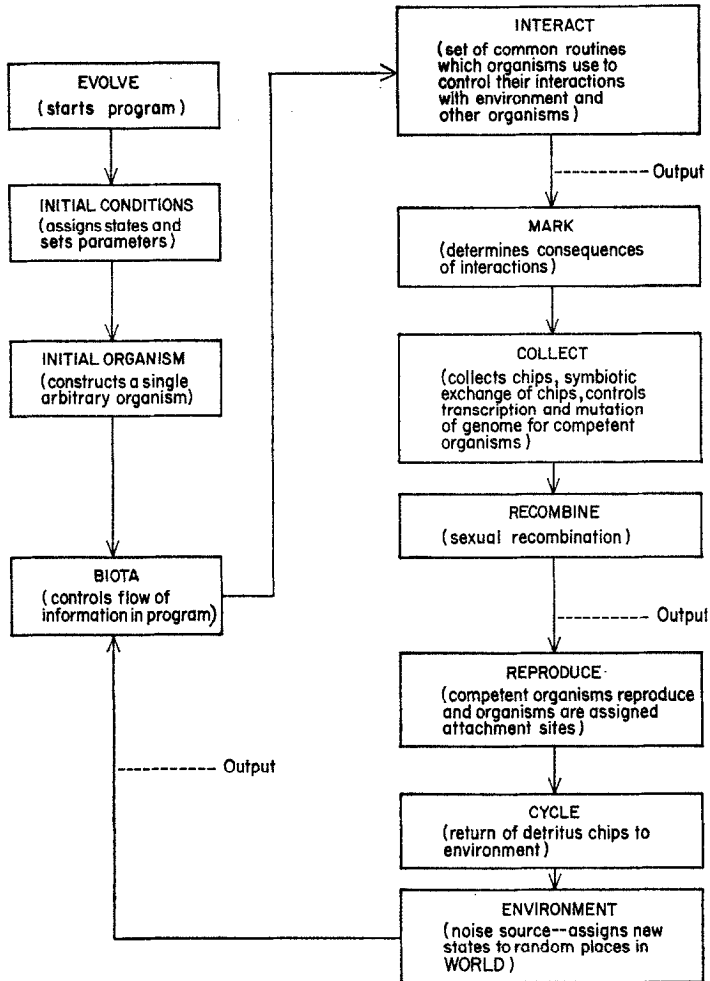 EVOLVE
(starts program)
INITIAL CONDITIONS
(assigns states and
sets parameters)
INITIAL ORGANISM
(constructs a single
arbitrary organism)
BIOTA
(controls flow of
information in program)
Output
INTERACT
(set of common routines
which organisms use to
control their interactions
with environment and
other organisms)
Output
MARK
(determines consequences
of interactions)
COLLECT
(collects chips, symbiotic
exchange of chips, controls
transcription and mutation
of genome for competent
organisms)
RECOMBINE
(sexual recombination)
Output
REPRODUCE
(competent organisms reproduce
and organisms are assigned
attachment sites)
CYCLE
(return of detritus chips to
environment)
ENVIRONMENT
(noise source--assigns new
states to random places in
WORLD)